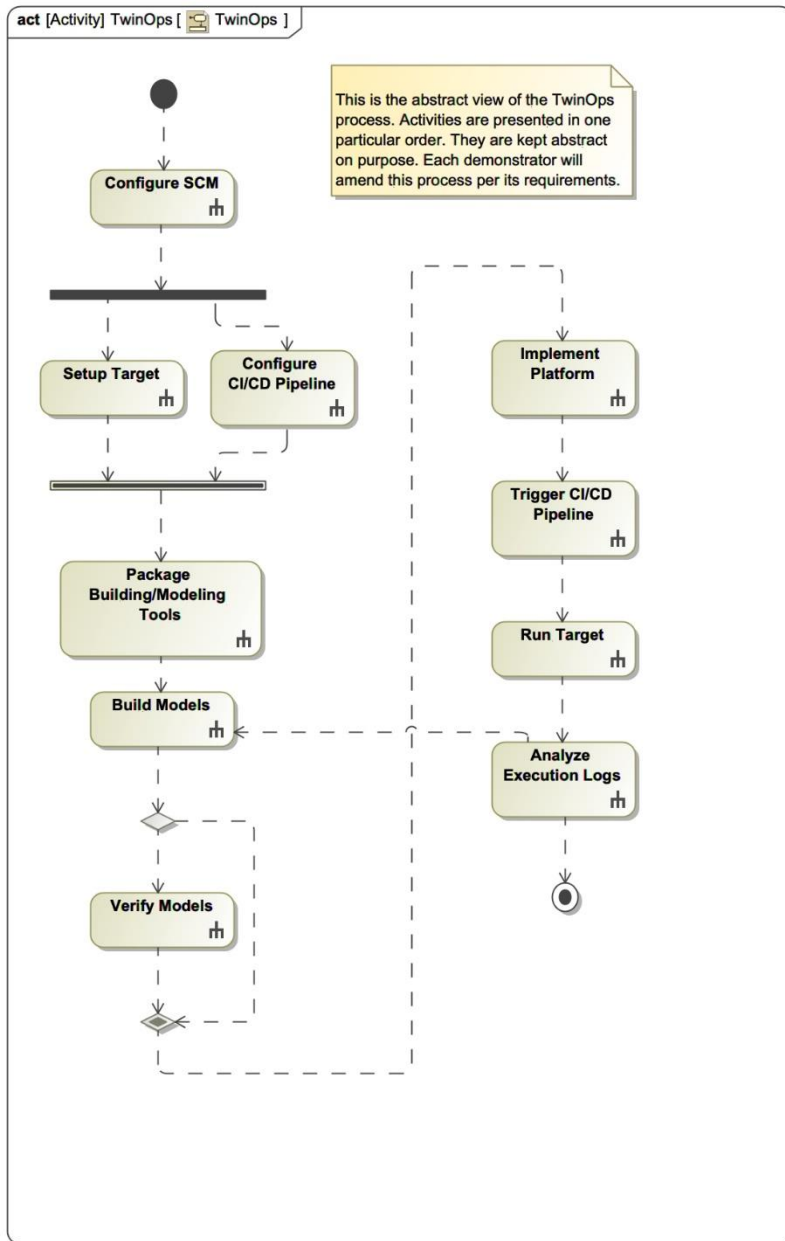 act [Activity] TwinOps [ TwinOps ]
This is the abstract view of the TwinOps
process. Activities are presented in one
particular order. They are kept abstract
on purpose. Each demonstrator will
amend this process per its requirements.
Configure SCM
Setup Target
Configure
CI/CD Pipeline
Package
Building/Modeling
Tools
Build Models
Verify Models
Implement
Platform
Trigger CI/CD
Pipeline
Run Target
Analyze
Execution Logs